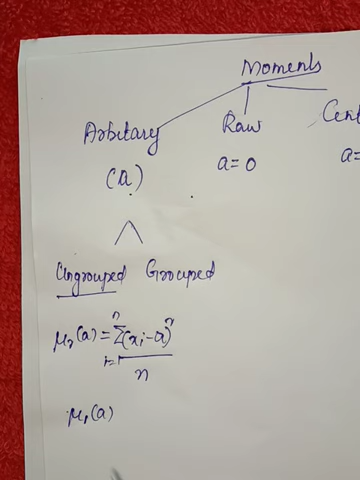 Moments
Arbitary Raw Cent
(a) a=0 a=
Ungrouped Grouped
μr(a) = Σ(xi-a)^r
i=1 n
n
μ1(a)